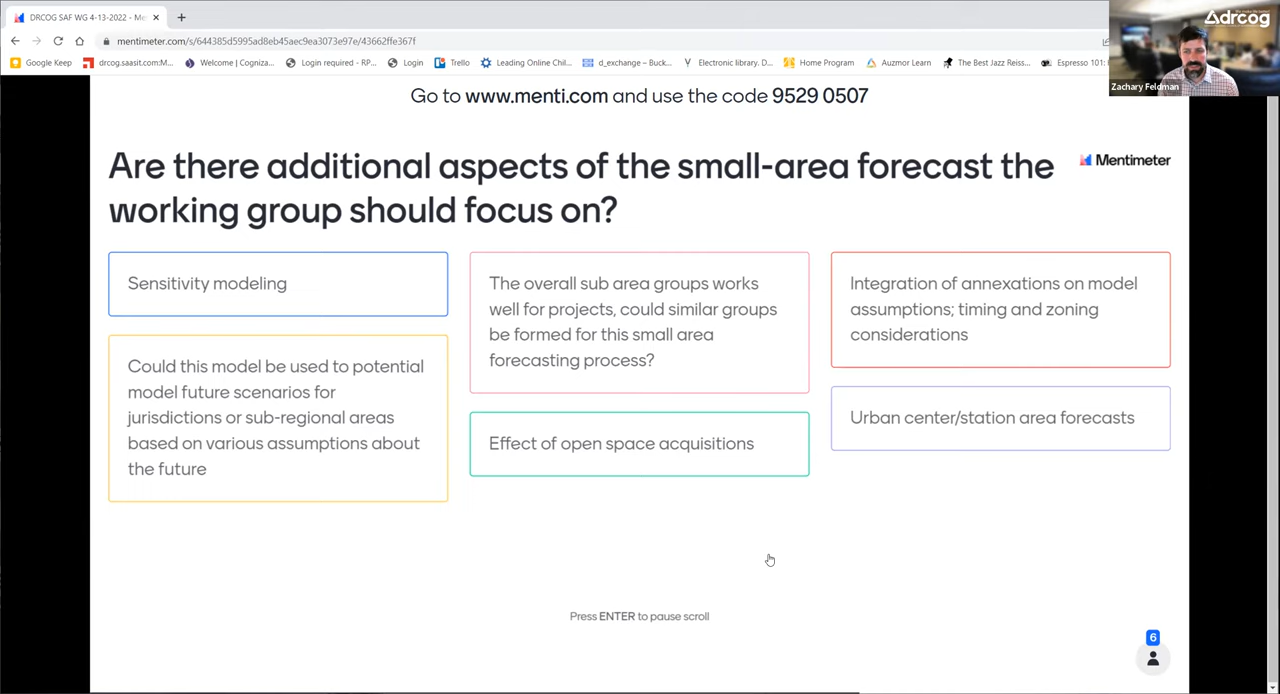 DRCOG SAF WG 4-13-2022 - Me
mentimeter.com/s/644385d5995ad8eb45aec9ea3073e97e/43662ffe367f
Google Keep
drcog.saasit.com:M...
Welcome | Cogniza...
Login required - RP...
Login
Trello
Leading Online Chil...
d_exchange – Buck...
Electronic library. D...
Home Program
Auzmor Learn
The Best Jazz Reiss...
Espresso 101:
drcog
Zachary Feldman
Go to www.menti.com and use the code 9529 0507
Are there additional aspects of the small-area forecast the
working group should focus on?
Mentimeter
Sensitivity modeling
Could this model be used to potential
model future scenarios for
jurisdictions or sub-regional areas
based on various assumptions about
the future
The overall sub area groups works
well for projects, could similar groups
be formed for this small area
forecasting process?
Effect of open space acquisitions
Integration of annexations on model
assumptions; timing and zoning
considerations
Urban center/station area forecasts
Press ENTER to pause scroll
6